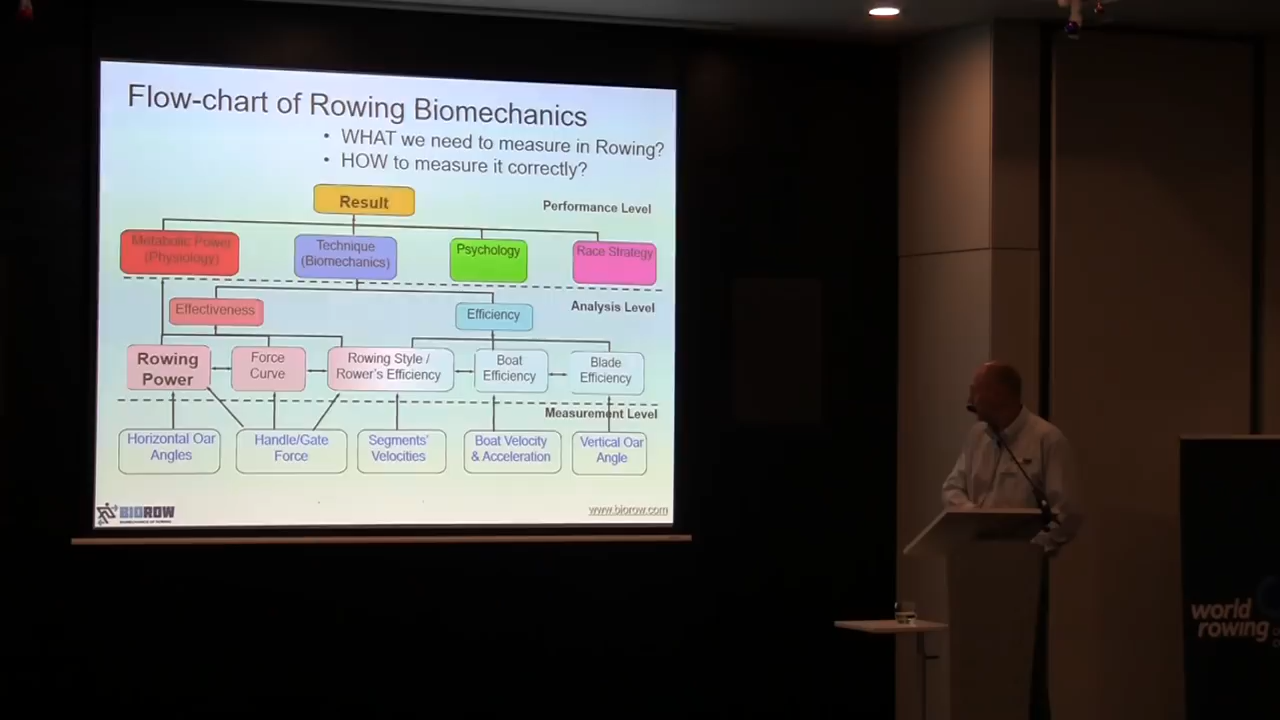 Flow-chart of Rowing Biomechanics
• WHAT we need to measure in Rowing?
• HOW to measure it correctly?
Result
Performance Level
Metabolic Power
(Physiology)
Technique
(Biomechanics)
Psychology
Race Strategy
Analysis Level
Effectiveness
Efficiency
Rowing
Power
Force
Curve
Rowing Style /
Rower's Efficiency
Boat
Efficiency
Blade
Efficiency
Measurement Level
Horizontal Oar
Angles
Handle/Gate
Force
Segments'
Velocities
Boat Velocity
& Acceleration
Vertical Oar
Angle
BIOROW
BIOMECHANICS OF ROWING
www.biorow.com
world
rowing